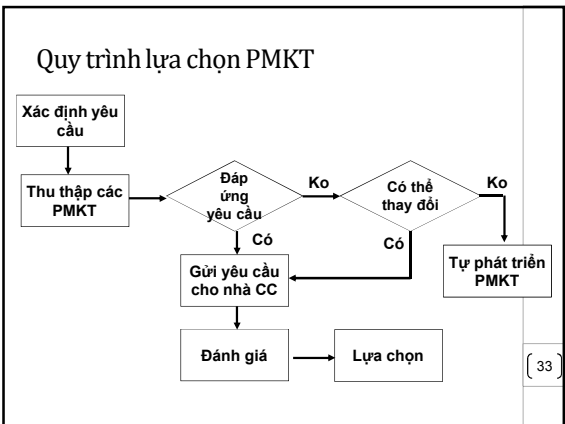 Quy trình lựa chọn PMKT
Xác định yêu
cầu
Thu thập các
PMKT
Đáp
ứng
yêu cầu
Ko
Có thể
thay đổi
Ko
Có
Có
Gửi yêu cầu
cho nhà CC
Tự phát triển
PMKT
Đánh giá
Lựa chọn
33